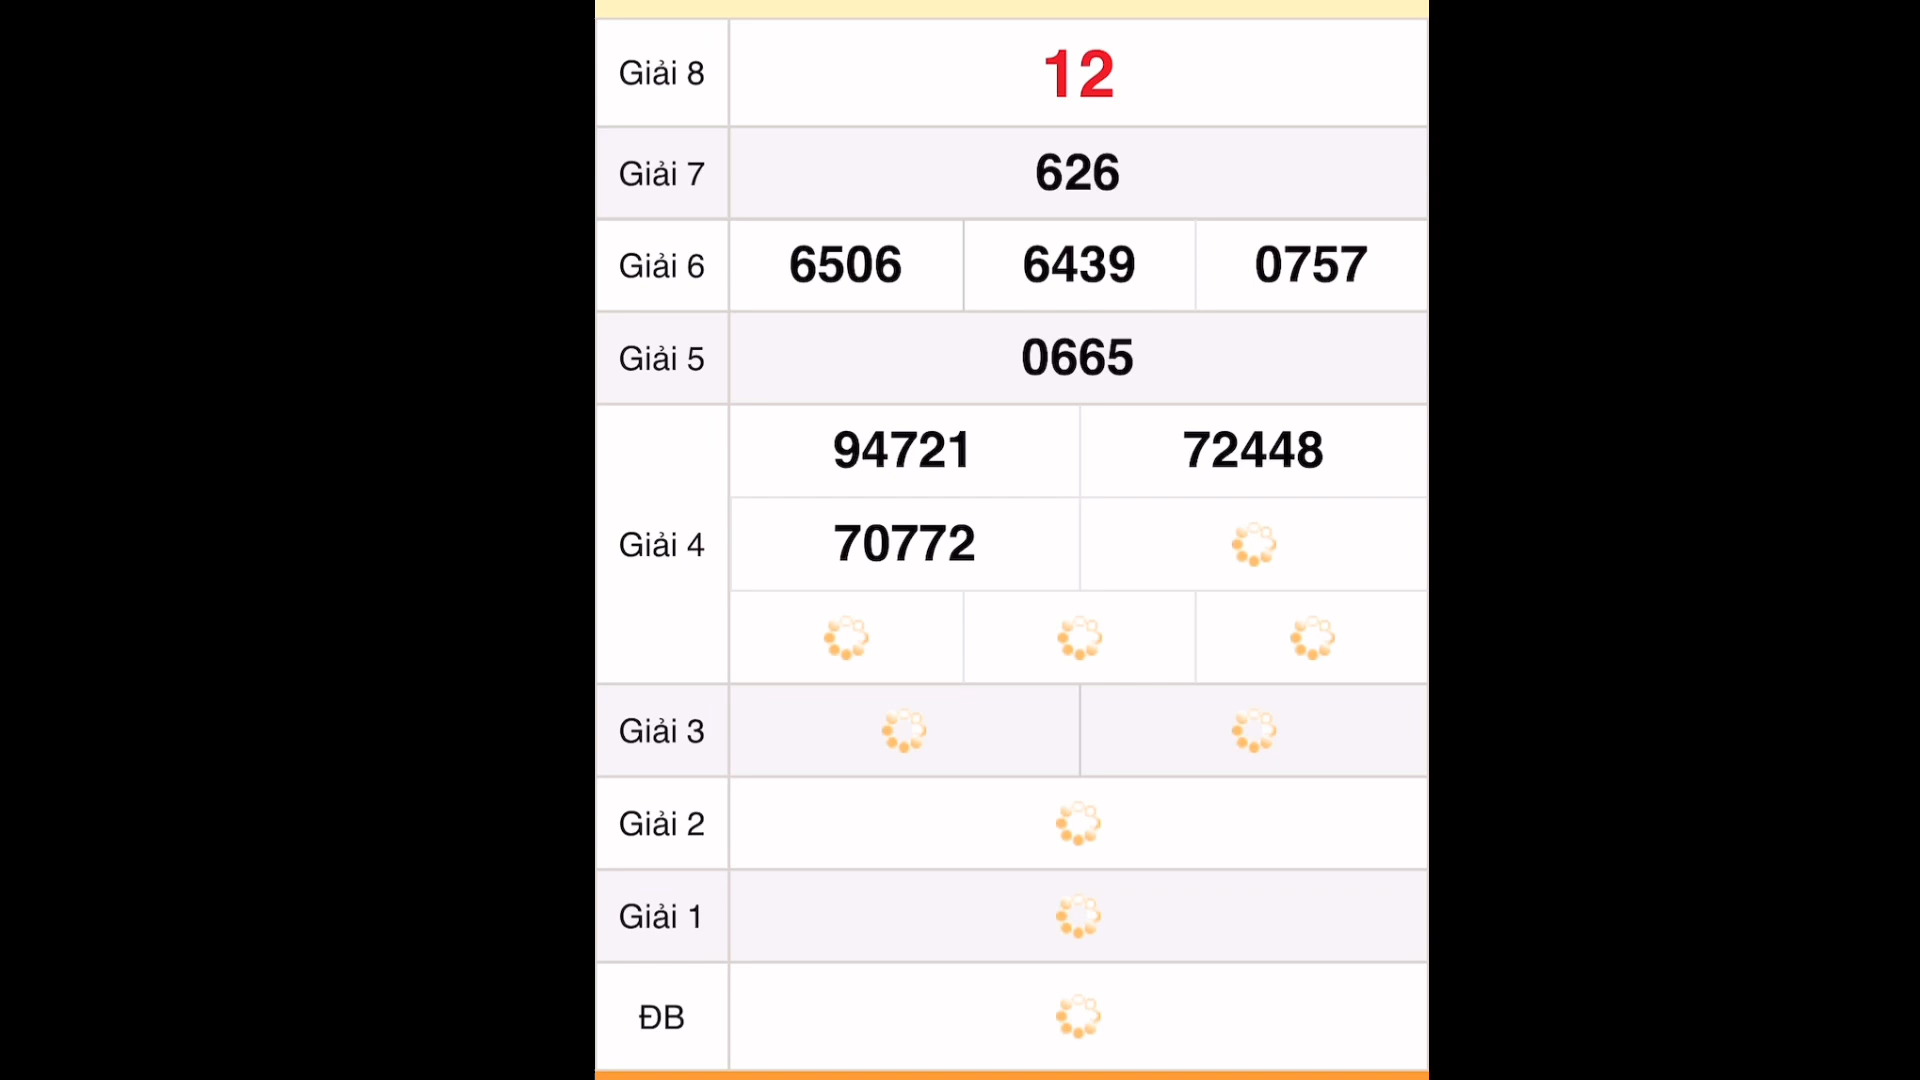 Giải 8 12
Giải 7 626
Giải 6 6506 6439 0757
Giải 5 0665
94721 72448
Giải 4 70772
Giải 3
Giải 2
Giải 1
ĐB